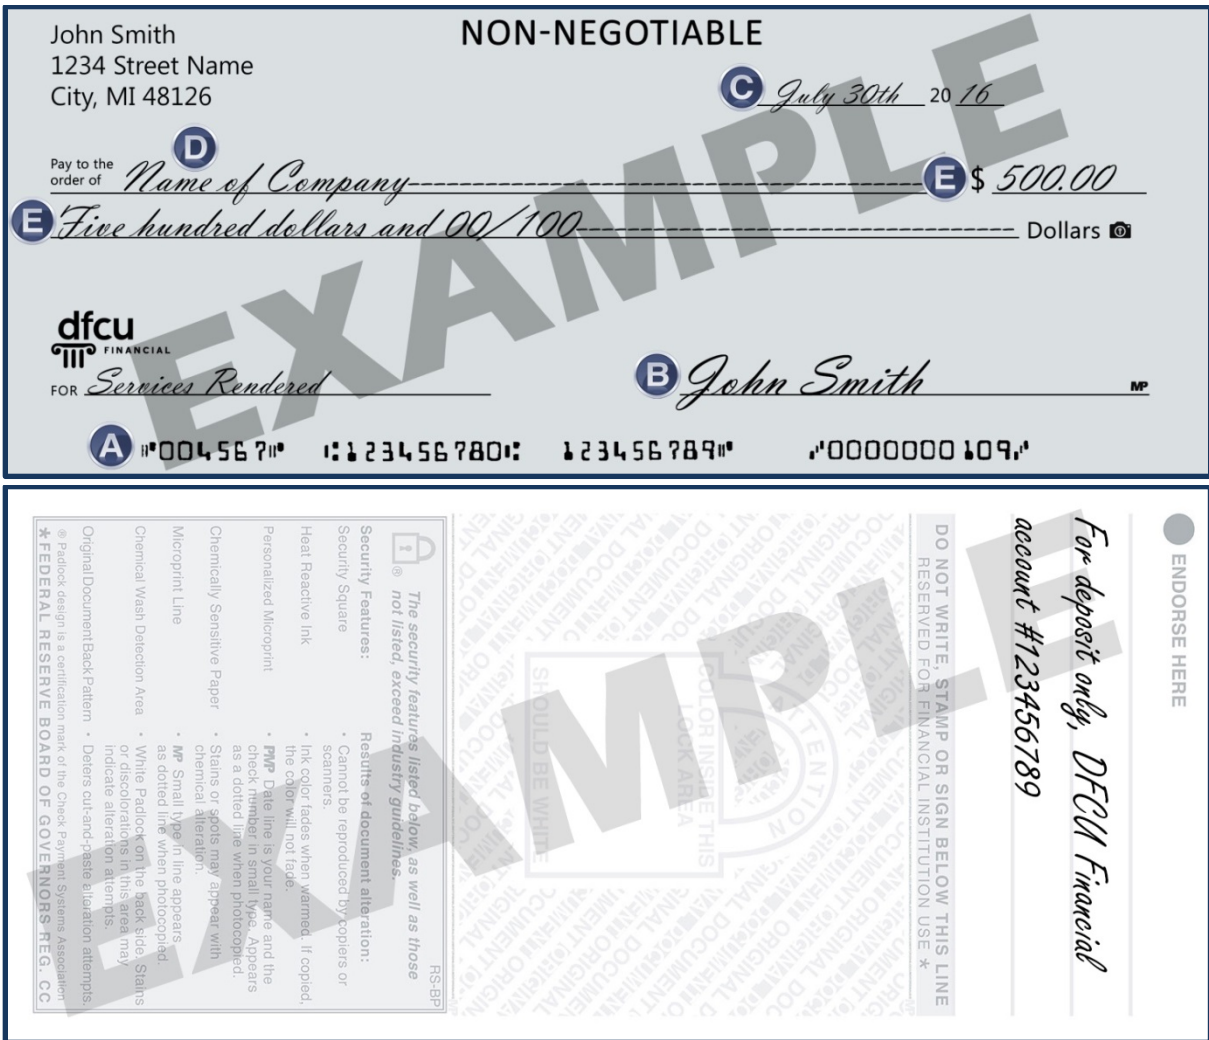 John Smith
1234 Street Name
City, MI 48126
NON-NEGOTIABLE
C July 30th 20 16
D
Pay to the
order of Name of Company E $ 500.00
E Five hundred dollars and 00/100 Dollars
EXAMPLE
dfcu
FINANCIAL
FOR Services Rendered B John Smith MP
A ⑈004567⑈ ⑆123456780⑆ 123456789⑈ ⑇0000000109⑇
ENDORSE HERE
For deposit only, DFCU Financial
account #123456789
DO NOT WRITE, STAMP OR SIGN BELOW THIS LINE
RESERVED FOR FINANCIAL INSTITUTION USE *
COLOR INSIDE THIS
LOCK AREA
SHOULD BE WHITE
EXAMPLE
RS-BP
® The security features listed below, as well as those
not listed, exceed industry guidelines.
Security Features: Results of document alteration:
Security Square • Cannot be reproduced by copiers or
scanners.
Heat Reactive Ink • Ink color fades when warmed. If copied,
the color will not fade.
Personalized Microprint • PMP Date line is your name and the
check number in small type. Appears
as a dotted line when photocopied.
Chemically Sensitive Paper • Stains or spots may appear with
chemical alteration.
Microprint Line • MP Small type in line appears
as dotted line when photocopied.
Chemical Wash Detection Area • White Padlock on the back side. Stains
or discolorations in this area may
indicate alteration attempts.
Original Document Back Pattern • Deters cut-and-paste alteration attempts.
® Padlock design is a certification mark of the Check Payment Systems Association
*FEDERAL RESERVE BOARD OF GOVERNORS REG. CC